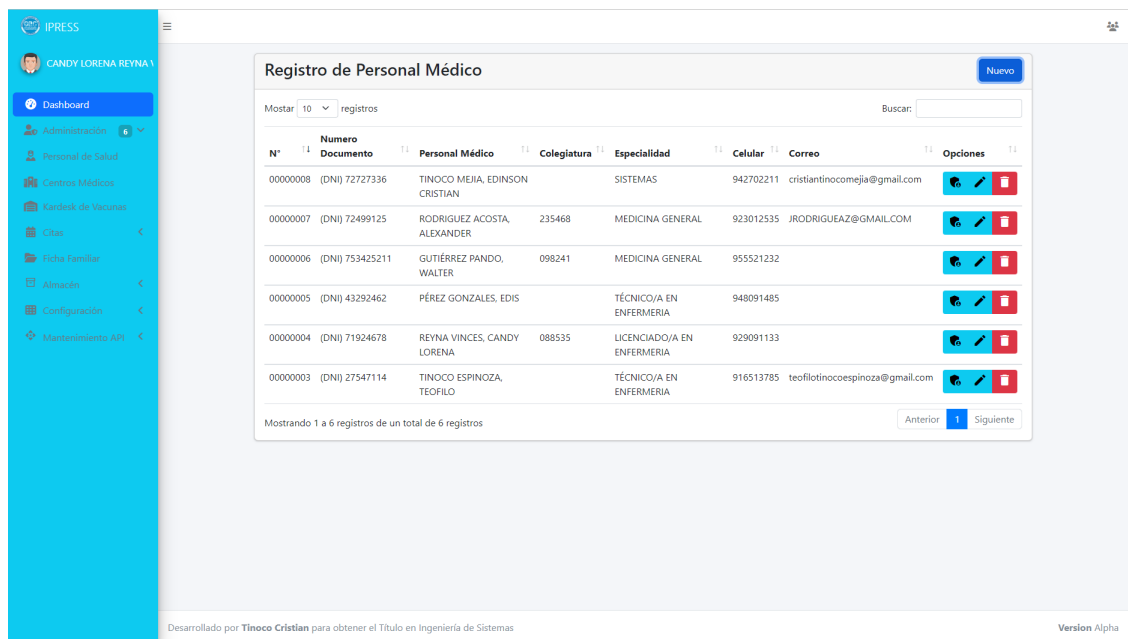 IPRESS
CANDY LORENA REYNA V
Dashboard
Administración 6
Personal de Salud
Centros Médicos
Kardesk de Vacunas
Citas
Ficha Familiar
Almacén
Configuración
Mantenimiento API
Registro de Personal Médico
Nuevo
Mostar 10 registros
Buscar:
N° Numero Documento Personal Médico Colegiatura Especialidad Celular Correo Opciones
00000008 (DNI) 72727336 TINOCO MEJIA, EDINSON CRISTIAN SISTEMAS 942702211 cristiantinocomejia@gmail.com
00000007 (DNI) 72499125 RODRIGUEZ ACOSTA, ALEXANDER 235468 MEDICINA GENERAL 923012535 JRODRIGUEAZ@GMAIL.COM
00000006 (DNI) 753425211 GUTIÉRREZ PANDO, WALTER 098241 MEDICINA GENERAL 955521232
00000005 (DNI) 43292462 PÉREZ GONZALES, EDIS TÉCNICO/A EN ENFERMERIA 948091485
00000004 (DNI) 71924678 REYNA VINCES, CANDY LORENA 088535 LICENCIADO/A EN ENFERMERIA 929091133
00000003 (DNI) 27547114 TINOCO ESPINOZA, TEOFILO TÉCNICO/A EN ENFERMERIA 916513785 teofilotinocoespinoza@gmail.com
Mostrando 1 a 6 registros de un total de 6 registros
Anterior 1 Siguiente
Desarrollado por Tinoco Cristian para obtener el Título en Ingeniería de Sistemas
Version Alpha